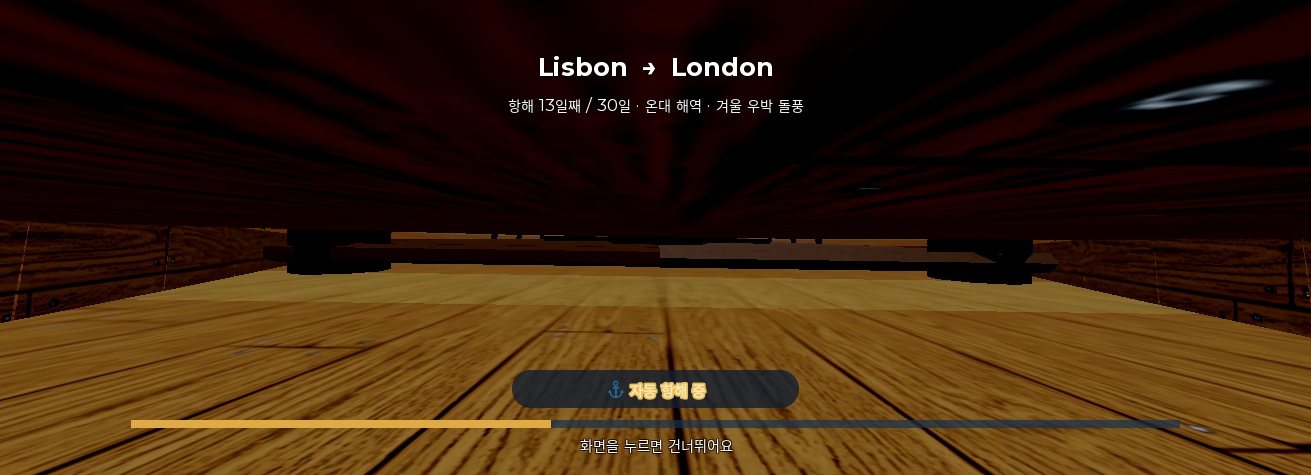 Lisbon → London
항해 13일째 / 30일 · 온대 해역 · 겨울 우박 돌풍
⚓ 자동 항해 중
화면을 누르면 건너뛰어요